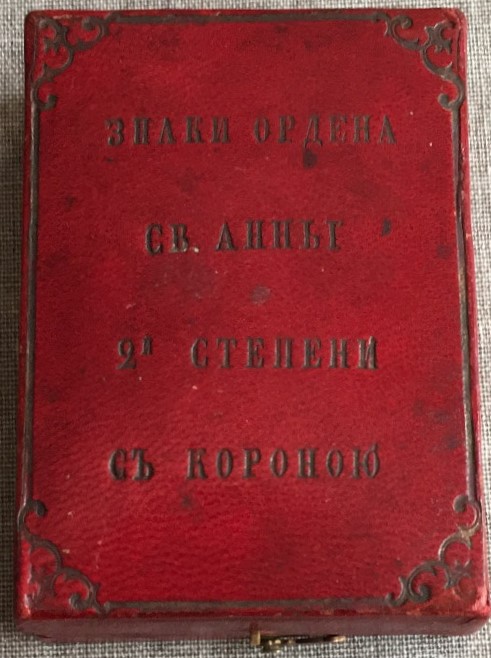 ЗНАКИ ОРДЕНА
СВ. АННЫ
2й СТЕПЕНИ
СЪ КОРОНОЮ